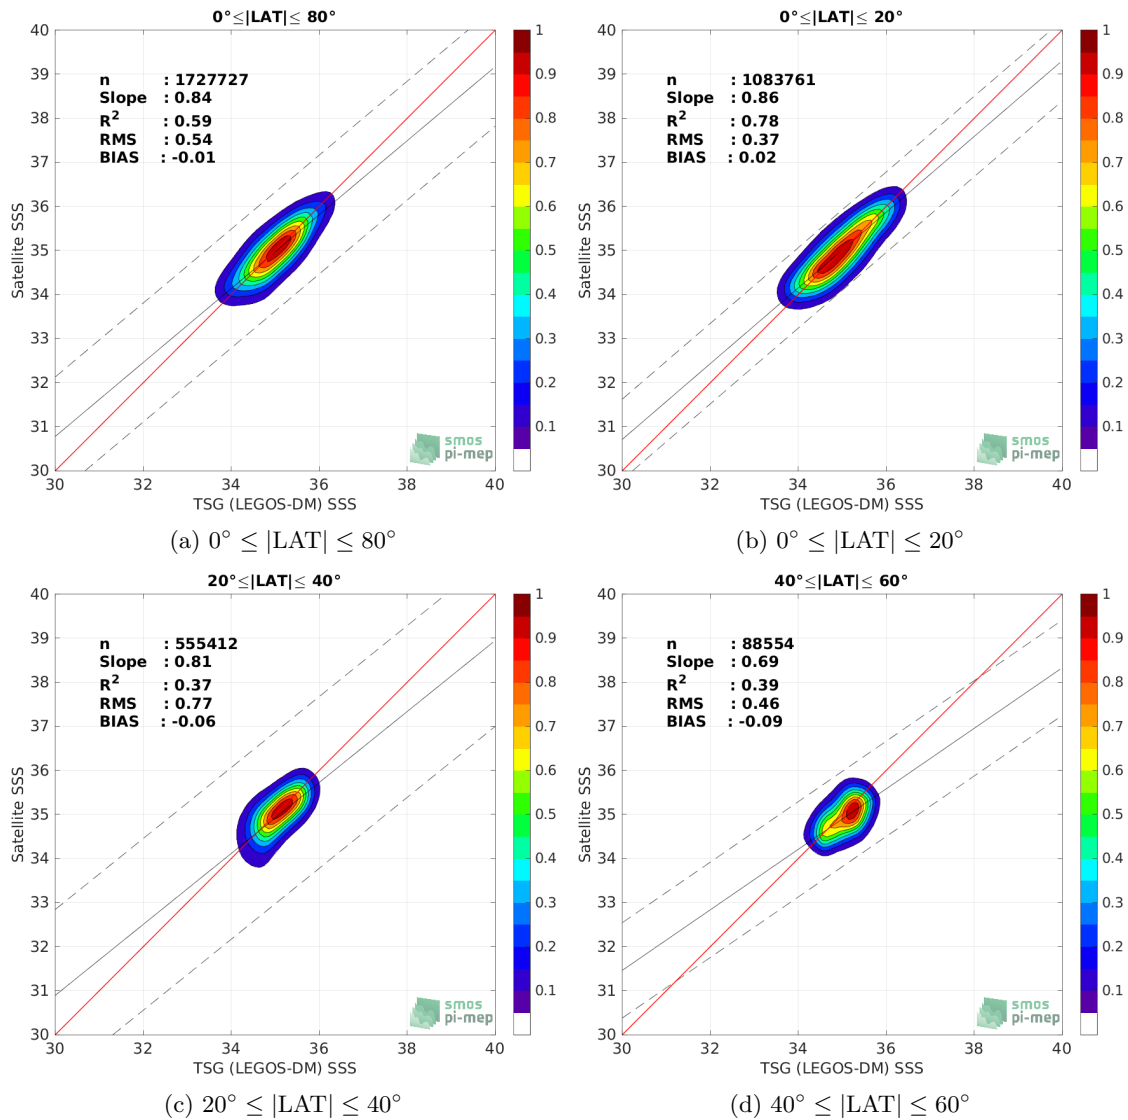 0°≤|LAT|≤ 80°
40
39
38
37
36
35
34
33
32
31
30
Satellite SSS
n : 1727727
Slope : 0.84
R² : 0.59
RMS : 0.54
BIAS : -0.01
smos
pi-mep
30 32 34 36 38 40
TSG (LEGOS-DM) SSS
1
0.9
0.8
0.7
0.6
0.5
0.4
0.3
0.2
0.1
(a) 0° ≤ |LAT| ≤ 80°
0°≤|LAT|≤ 20°
40
39
38
37
36
35
34
33
32
31
30
Satellite SSS
n : 1083761
Slope : 0.86
R² : 0.78
RMS : 0.37
BIAS : 0.02
smos
pi-mep
30 32 34 36 38 40
TSG (LEGOS-DM) SSS
1
0.9
0.8
0.7
0.6
0.5
0.4
0.3
0.2
0.1
(b) 0° ≤ |LAT| ≤ 20°
20°≤|LAT|≤ 40°
40
39
38
37
36
35
34
33
32
31
30
Satellite SSS
n : 555412
Slope : 0.81
R² : 0.37
RMS : 0.77
BIAS : -0.06
smos
pi-mep
30 32 34 36 38 40
TSG (LEGOS-DM) SSS
1
0.9
0.8
0.7
0.6
0.5
0.4
0.3
0.2
0.1
(c) 20° ≤ |LAT| ≤ 40°
40°≤|LAT|≤ 60°
40
39
38
37
36
35
34
33
32
31
30
Satellite SSS
n : 88554
Slope : 0.69
R² : 0.39
RMS : 0.46
BIAS : -0.09
smos
pi-mep
30 32 34 36 38 40
TSG (LEGOS-DM) SSS
1
0.9
0.8
0.7
0.6
0.5
0.4
0.3
0.2
0.1
(d) 40° ≤ |LAT| ≤ 60°